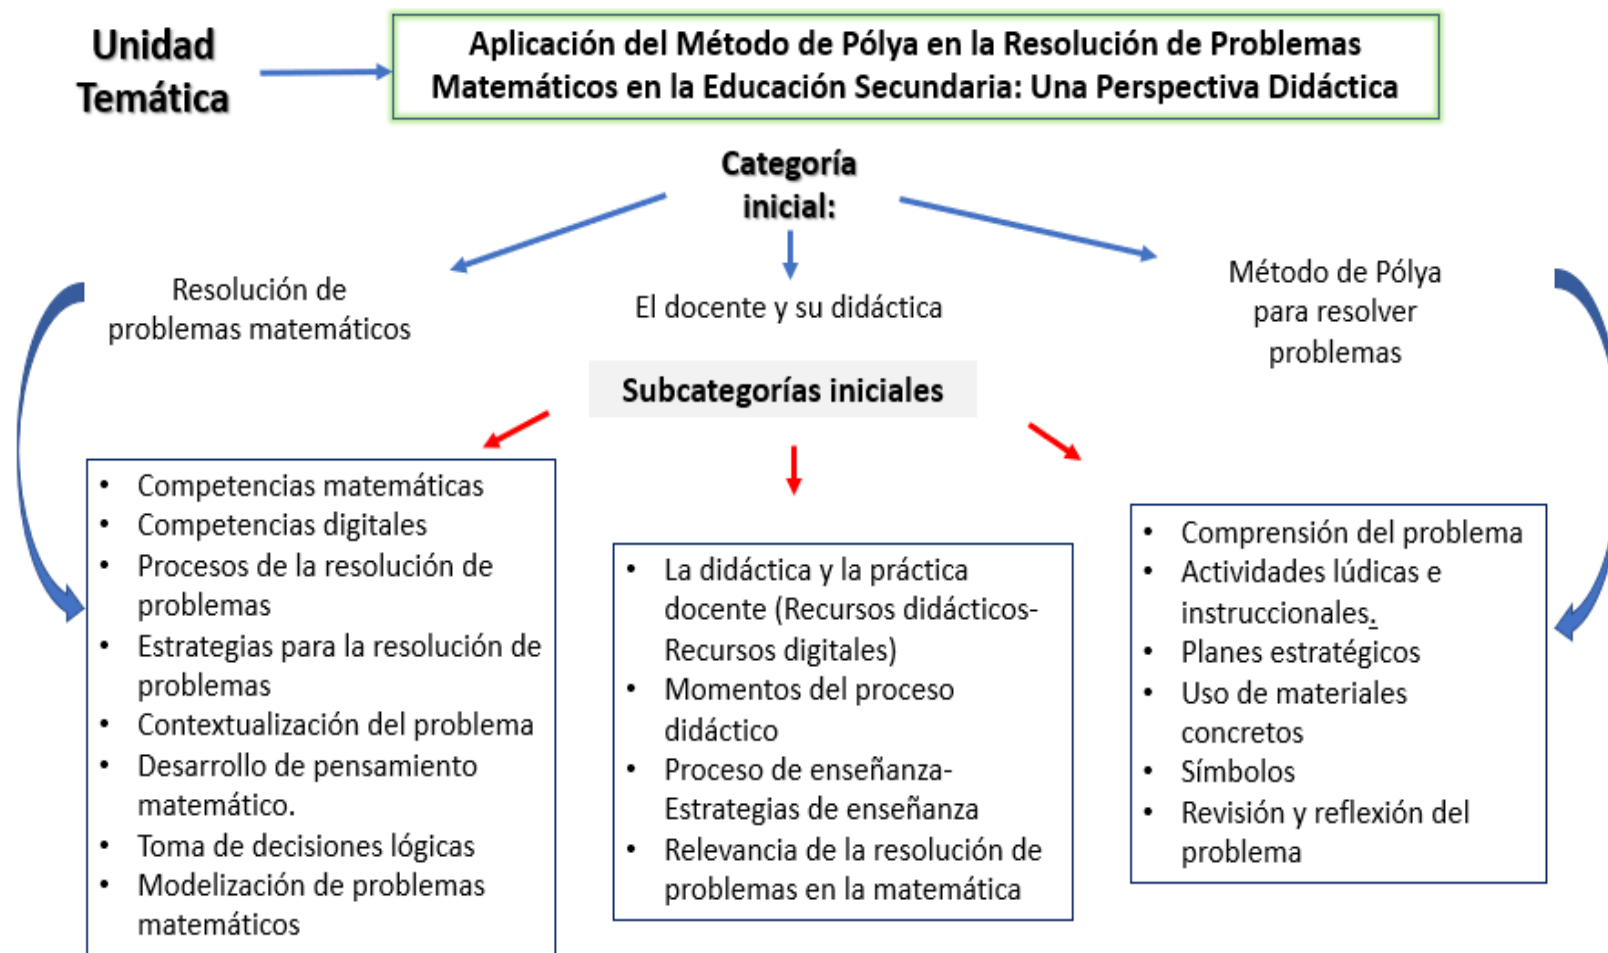 Unidad
Temática
Aplicación del Método de Pólya en la Resolución de Problemas
Matemáticos en la Educación Secundaria: Una Perspectiva Didáctica
Categoría
inicial:
Resolución de
problemas matemáticos
El docente y su didáctica
Método de Pólya
para resolver
problemas
Subcategorías iniciales
• Competencias matemáticas
• Competencias digitales
• Procesos de la resolución de
problemas
• Estrategias para la resolución de
problemas
• Contextualización del problema
• Desarrollo de pensamiento
matemático.
• Toma de decisiones lógicas
• Modelización de problemas
matemáticos
• La didáctica y la práctica
docente (Recursos didácticos-
Recursos digitales)
• Momentos del proceso
didáctico
• Proceso de enseñanza-
Estrategias de enseñanza
• Relevancia de la resolución de
problemas en la matemática
• Comprensión del problema
• Actividades lúdicas e
instruccionales.
• Planes estratégicos
• Uso de materiales
concretos
• Símbolos
• Revisión y reflexión del
problema